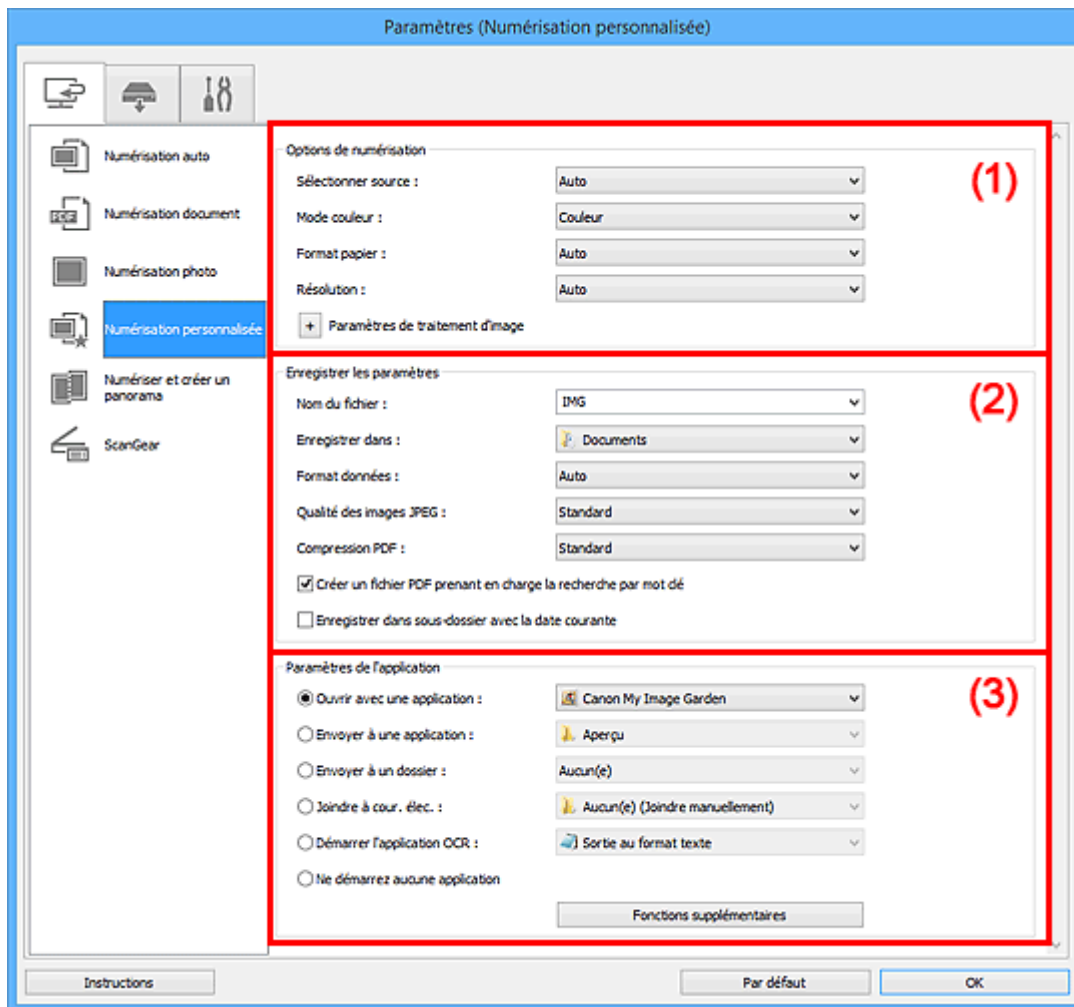 Paramètres (Numérisation personnalisée)
Numérisation auto
PDF
Numérisation document
Numérisation photo
Numérisation personnalisée
Numériser et créer un
panorama
ScanGear
Options de numérisation
(1)
Sélectionner source : Auto
Mode couleur : Couleur
Format papier : Auto
Résolution : Auto
+ Paramètres de traitement d'image
Enregistrer les paramètres
(2)
Nom du fichier : IMG
Enregistrer dans : Documents
Format données : Auto
Qualité des images JPEG : Standard
Compression PDF : Standard
Créer un fichier PDF prenant en charge la recherche par mot clé
Enregistrer dans sous-dossier avec la date courante
Paramètres de l'application
(3)
Ouvrir avec une application : Canon My Image Garden
Envoyer à une application : Aperçu
Envoyer à un dossier : Aucun(e)
Joindre à cour. élec. : Aucun(e) (Joindre manuellement)
Démarrer l'application OCR : Sortie au format texte
Ne démarrez aucune application
Fonctions supplémentaires
Instructions
Par défaut
OK